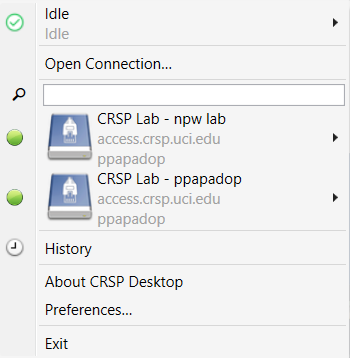 Idle
Idle
Open Connection...
CRSP Lab - npw lab
access.crsp.uci.edu
ppapadop
CRSP Lab - ppapadop
access.crsp.uci.edu
ppapadop
History
About CRSP Desktop
Preferences...
Exit